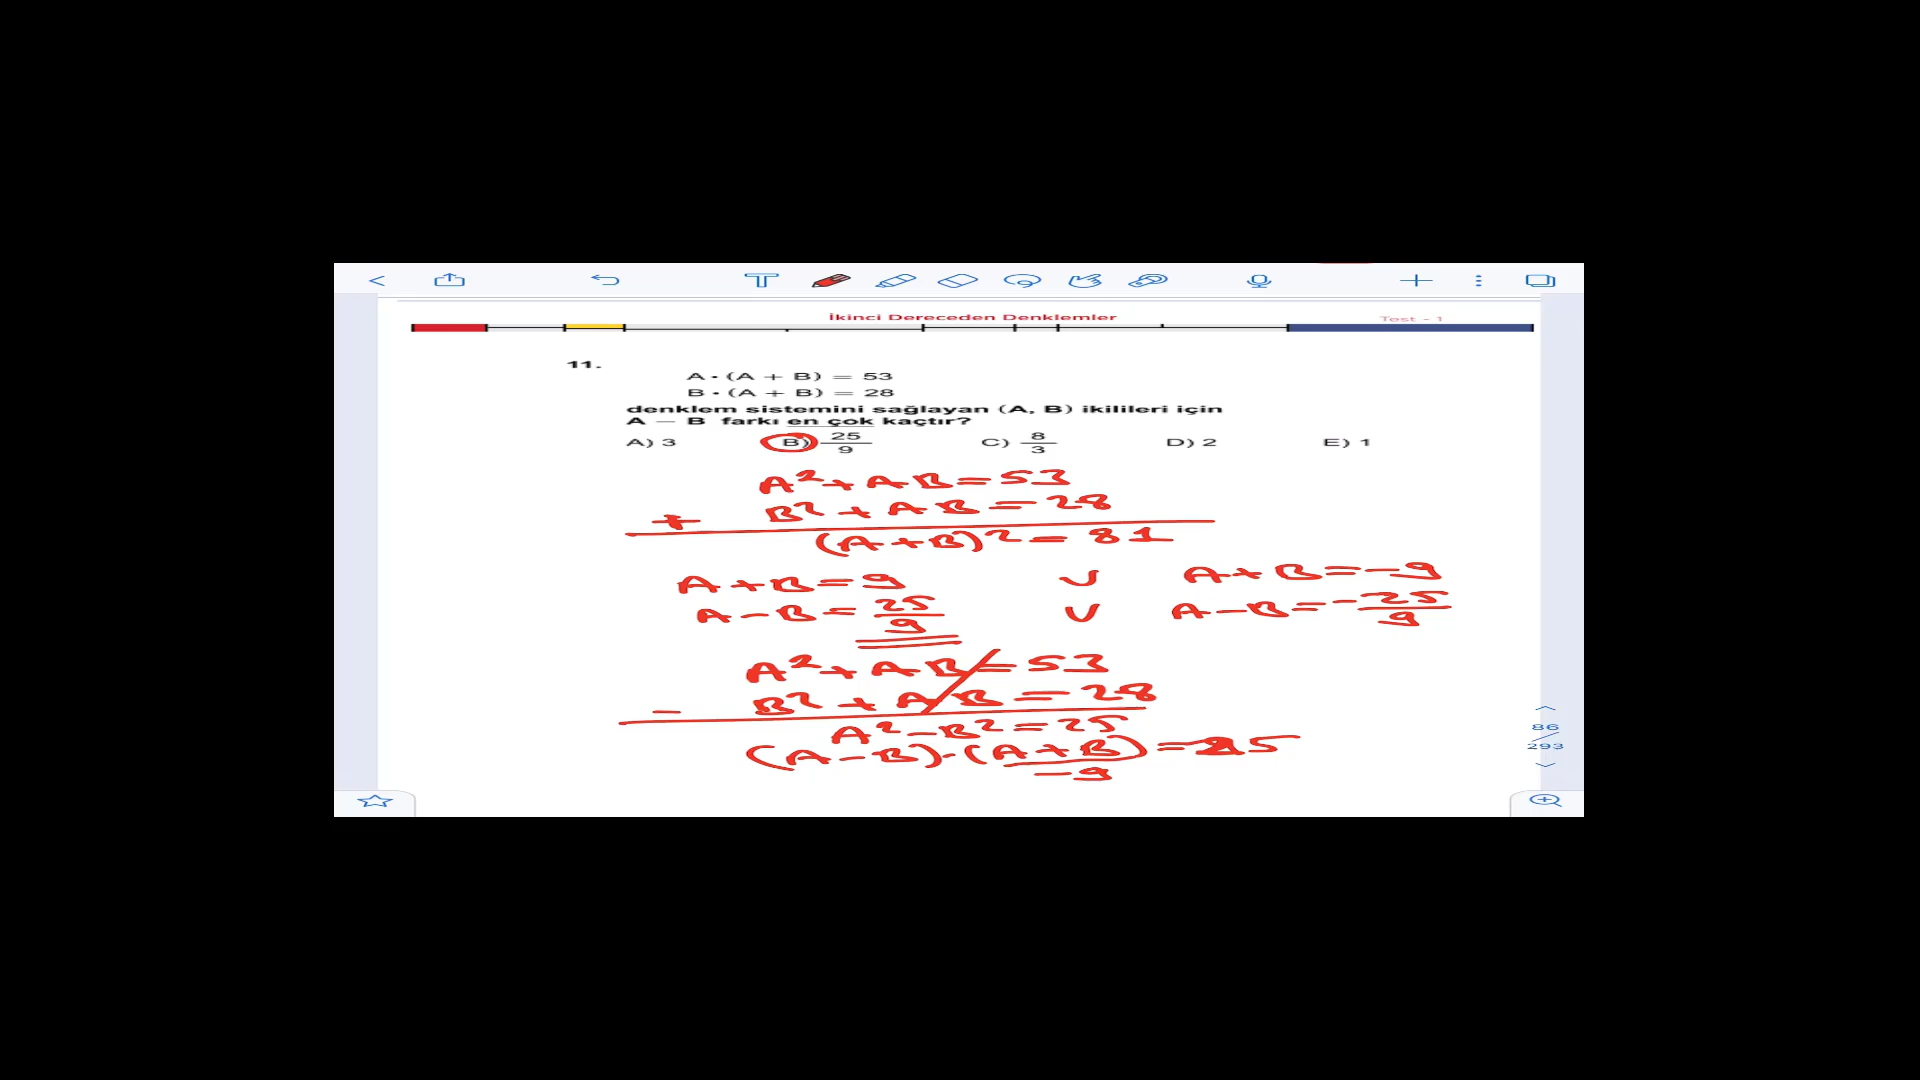 İkinci Dereceden Denklemler
Test - 1
11.
A · (A + B) = 53
B · (A + B) = 28
denklem sistemini sağlayan (A, B) ikilileri için
A − B farkı en çok kaçtır?
A) 3 B) 25/9 C) 8/3 D) 2 E) 1
A² + AB = 53
+ B² + AB = 28
(A + B)² = 81
A + B = 9 ∪ A + B = −9
A − B = 25/9 ∪ A − B = −25/9
A² + AB = 53
− B² + AB = 28
A² − B² = 25
(A − B) · (A + B) = 25
−9
86
293